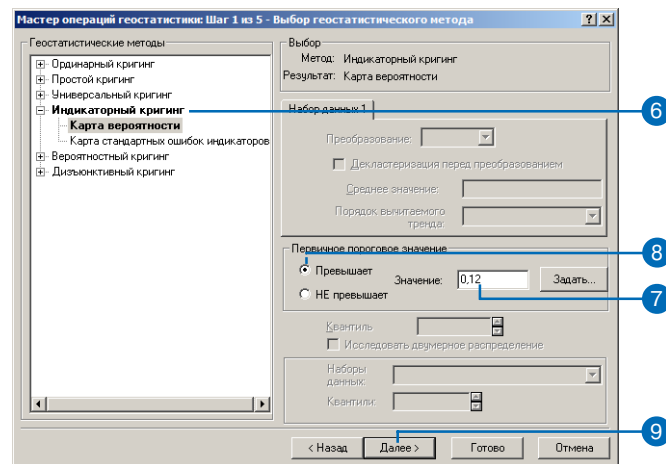 Мастер операций геостатистики: Шаг 1 из 5 - Выбор геостатистического метода
Геостатистические методы
Ординарный кригинг
Простой кригинг
Универсальный кригинг
Индикаторный кригинг
Карта вероятности
Карта стандартных ошибок индикаторов
Вероятностный кригинг
Дизъюнктивный кригинг
Выбор
Метод: Индикаторный кригинг
Результат: Карта вероятности
Набор данных 1
Преобразование:
Декластеризация перед преобразованием
Среднее значение:
Порядок вычитаемого
тренда:
Первичное пороговое значение
Превышает
Значение: 0,12 Задать...
НЕ превышает
Квантиль
Исследовать двумерное распределение
Наборы
данных:
Квантили:
< Назад Далее > Готово Отмена
6
8
7
9